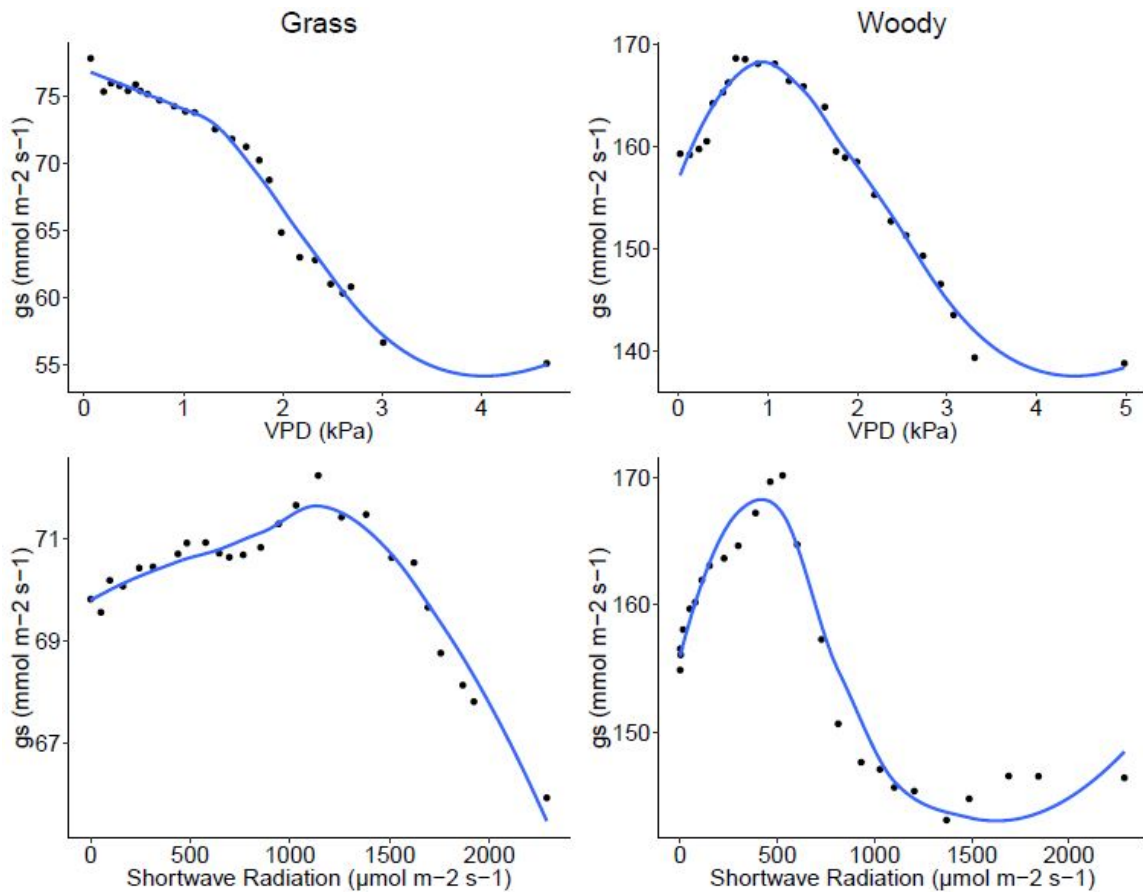 Grass
Woody
75
70
65
60
55
gs (mmol m−2 s−1)
0 1 2 3 4
VPD (kPa)
170
160
150
140
gs (mmol m−2 s−1)
0 1 2 3 4 5
VPD (kPa)
71
69
67
gs (mmol m−2 s−1)
0 500 1000 1500 2000
Shortwave Radiation (μmol m−2 s−1)
170
160
150
gs (mmol m−2 s−1)
0 500 1000 1500 2000
Shortwave Radiation (μmol m−2 s−1)